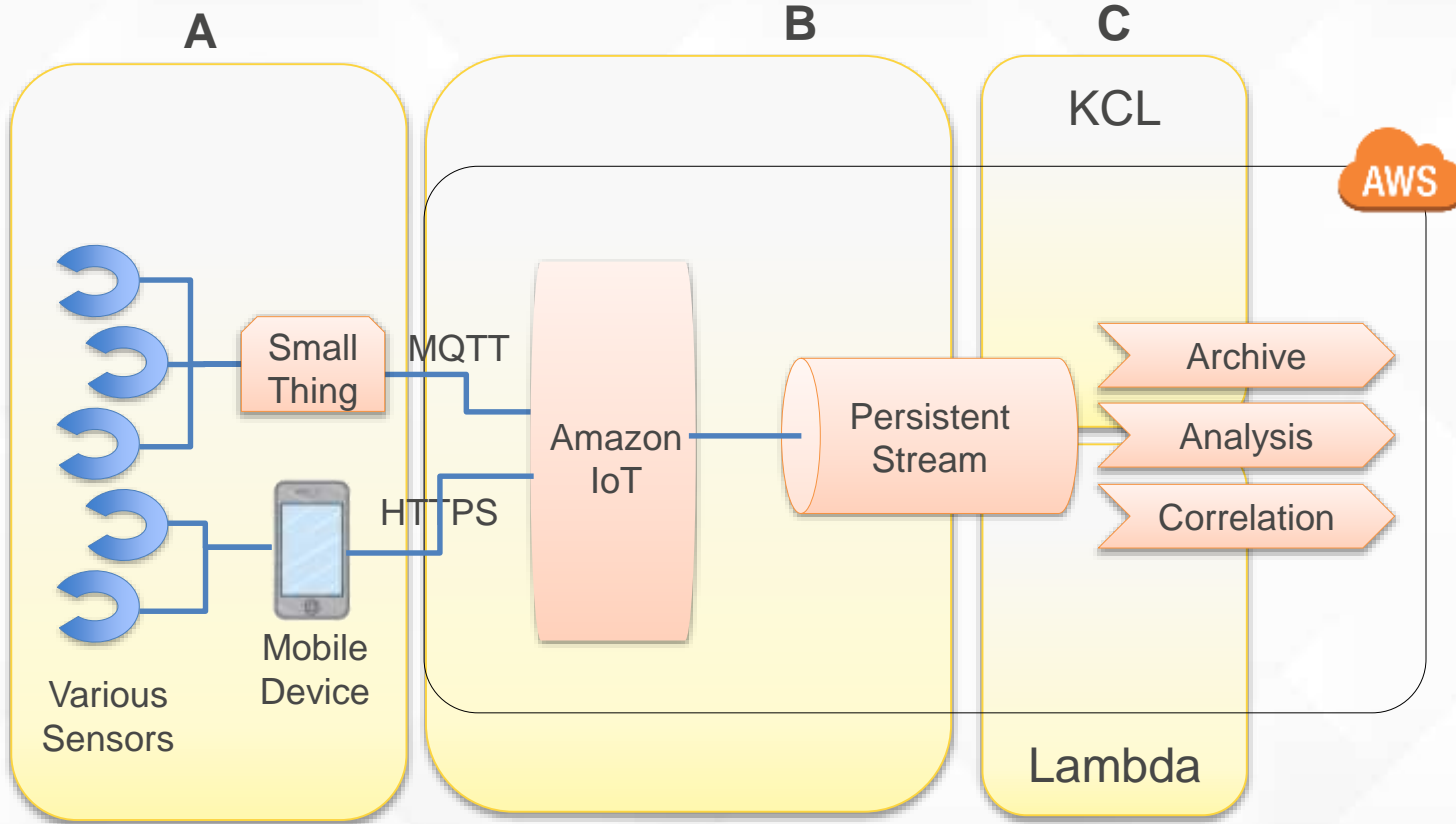 A
B
C
KCL
AWS
Small
Thing
MQTT
Amazon
IoT
HTTPS
Mobile
Device
Various
Sensors
Persistent
Stream
Archive
Analysis
Correlation
Lambda